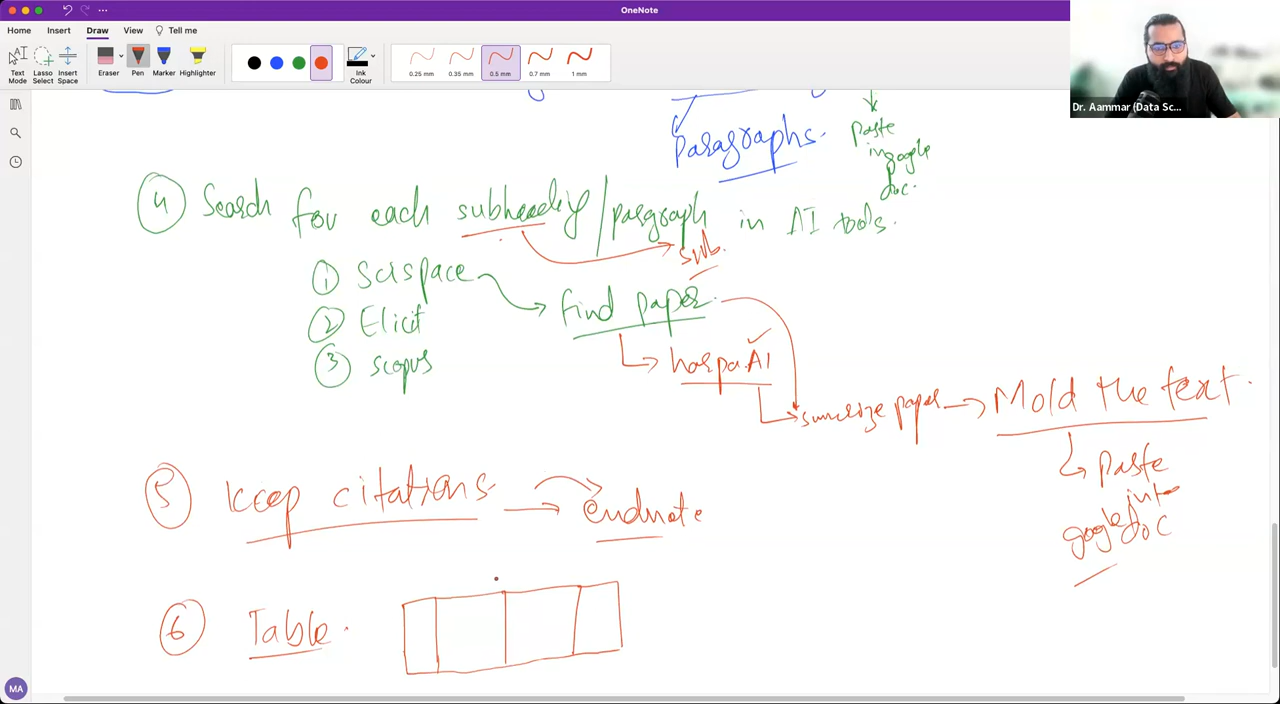 OneNote
Home Insert Draw View Tell me
Text Mode
Lasso Select
Insert Space
Eraser
Pen
Marker
Highlighter
Ink Colour
0.25 mm
0.35 mm
0.5 mm
0.7 mm
1 mm
Dr. Aammar (Data Sc...
Paragraphs.
Paste
in google
doc.
4 Search for each subheading/paragraph in AI tools.
sub.
1 Scispace
find paper.
2 Elicit
3 scopus
harpa.AI
sumerize paper
Mold the text.
Paste
into
google doc
5 keep citations
endnote
6 Table.
MA